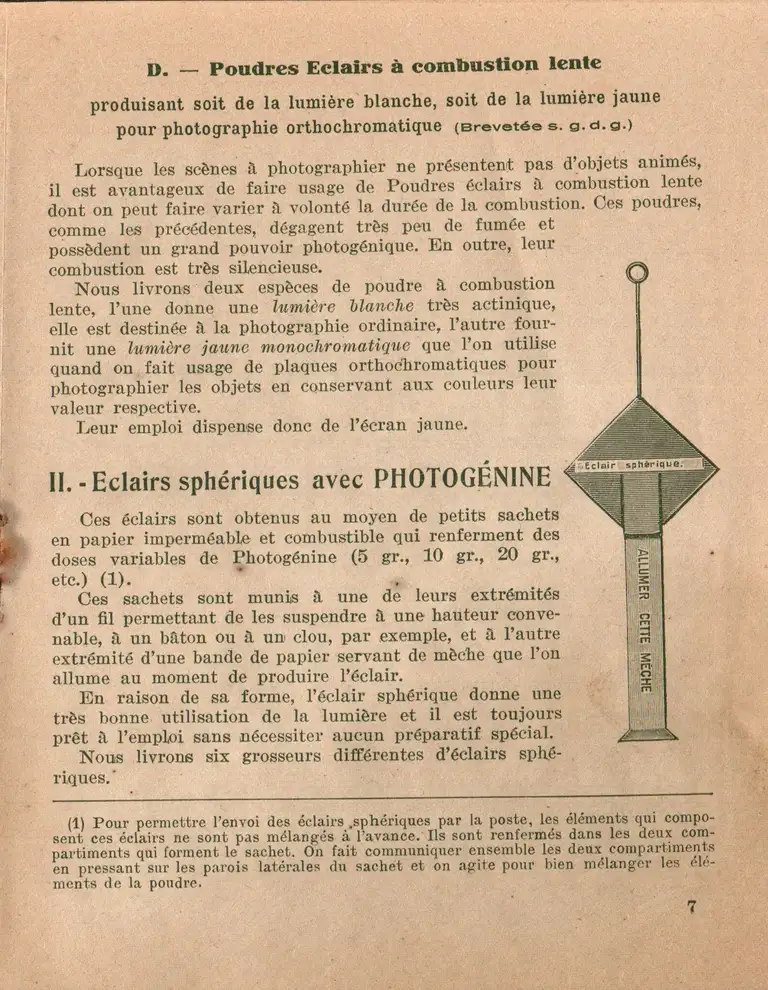 D. — Poudres Eclairs à combustion lente
produisant soit de la lumière blanche, soit de la lumière jaune
pour photographie orthochromatique (Brevetée s. g. d. g.)
Lorsque les scènes à photographier ne présentent pas d'objets animés,
il est avantageux de faire usage de Poudres éclairs à combustion lente
dont on peut faire varier à volonté la durée de la combustion. Ces poudres,
comme les précédentes, dégagent très peu de fumée et
possèdent un grand pouvoir photogénique. En outre, leur
combustion est très silencieuse.
Nous livrons deux espèces de poudre à combustion
lente, l'une donne une lumière blanche très actinique,
elle est destinée à la photographie ordinaire, l'autre four-
nit une lumière jaune monochromatique que l'on utilise
quand on fait usage de plaques orthochromatiques pour
photographier les objets en conservant aux couleurs leur
valeur respective.
Leur emploi dispense donc de l'écran jaune.
II. - Eclairs sphériques avec PHOTOGÉNINE
Ces éclairs sont obtenus au moyen de petits sachets
en papier imperméable et combustible qui renferment des
doses variables de Photogénine (5 gr., 10 gr., 20 gr.,
etc.) (1).
Ces sachets sont munis à une de leurs extrémités
d'un fil permettant de les suspendre à une hauteur conve-
nable, à un bâton ou à un clou, par exemple, et à l'autre
extrémité d'une bande de papier servant de mèche que l'on
allume au moment de produire l'éclair.
En raison de sa forme, l'éclair sphérique donne une
très bonne utilisation de la lumière et il est toujours
prêt à l'emploi sans nécessiter aucun préparatif spécial.
Nous livrons six grosseurs différentes d'éclairs sphé-
riques.
Eclair sphérique.
ALLUMER CETTE MÈCHE
(1) Pour permettre l'envoi des éclairs sphériques par la poste, les éléments qui compo-
sent ces éclairs ne sont pas mélangés à l'avance. Ils sont renfermés dans les deux com-
partiments qui forment le sachet. On fait communiquer ensemble les deux compartiments
en pressant sur les parois latérales du sachet et on agite pour bien mélanger les élé-
ments de la poudre.
7